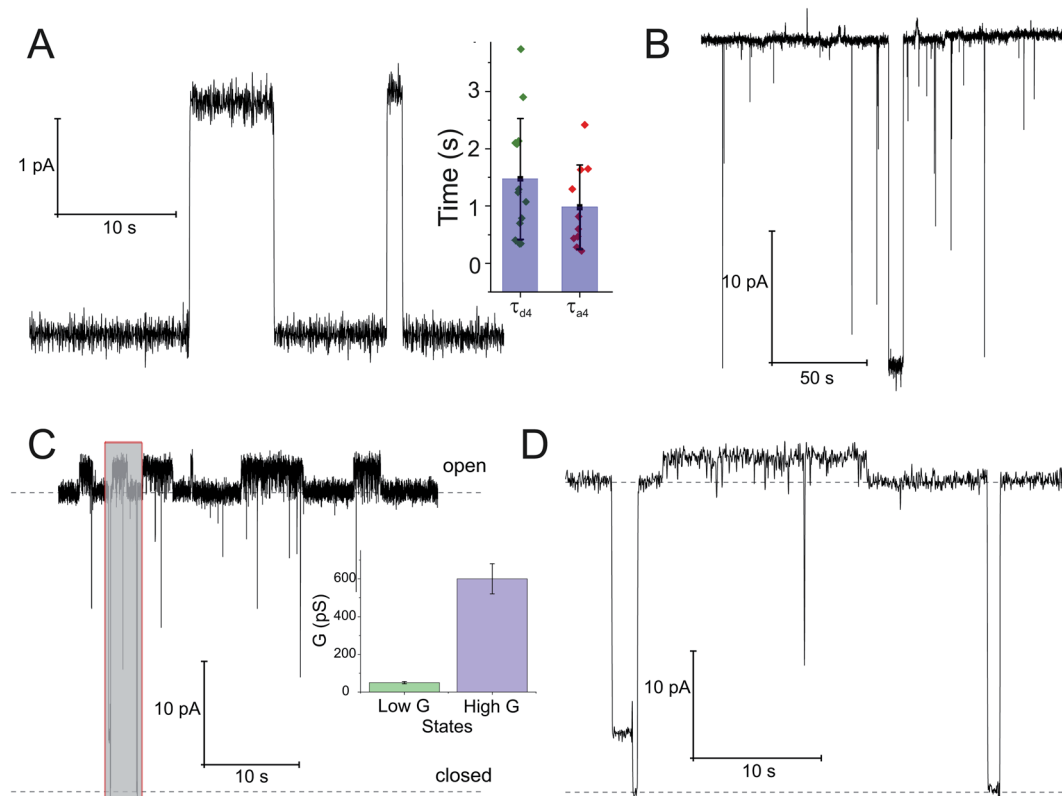 A
1 pA
10 s
Time (s)
3
2
1
0
τd4
τa4
B
10 pA
50 s
C
open
10 pA
10 s
closed
G (pS)
600
400
200
0
Low G
High G
States
D
10 pA
10 s